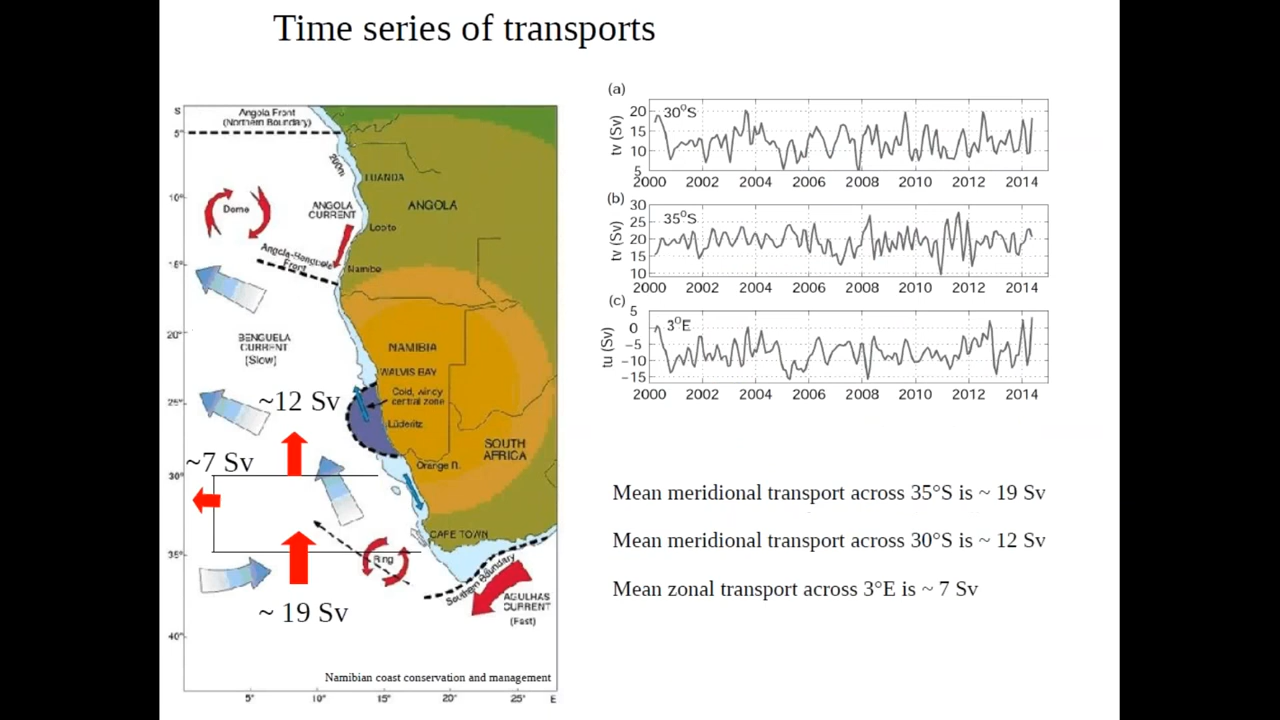 Time series of transports
S
Angola Front
(Northern Boundary)
5°
200m
LUANDA
10°
Dome
ANGOLA
CURRENT
ANGOLA
Lobito
Angola-Benguela
Front
15°
Namibe
20°
BENGUELA
CURRENT
(Slow)
NAMIBIA
WALVIS BAY
Cold, windy
central zone
~12 Sv
25°
Lüderitz
SOUTH
AFRICA
~7 Sv
Orange R.
30°
CAPE TOWN
35°
Ring
Southern Boundary
AGULHAS
CURRENT
(Fast)
~ 19 Sv
40°
Namibian coast conservation and management
5° 10° 15° 20° 25° E
(a)
30°S
tv (Sv)
20
15
10
5
2000 2002 2004 2006 2008 2010 2012 2014
(b)
35°S
tv (Sv)
30
25
20
15
10
2000 2002 2004 2006 2008 2010 2012 2014
(c)
3°E
tu (Sv)
5
0
−5
−10
−15
2000 2002 2004 2006 2008 2010 2012 2014
Mean meridional transport across 35°S is ~ 19 Sv
Mean meridional transport across 30°S is ~ 12 Sv
Mean zonal transport across 3°E is ~ 7 Sv